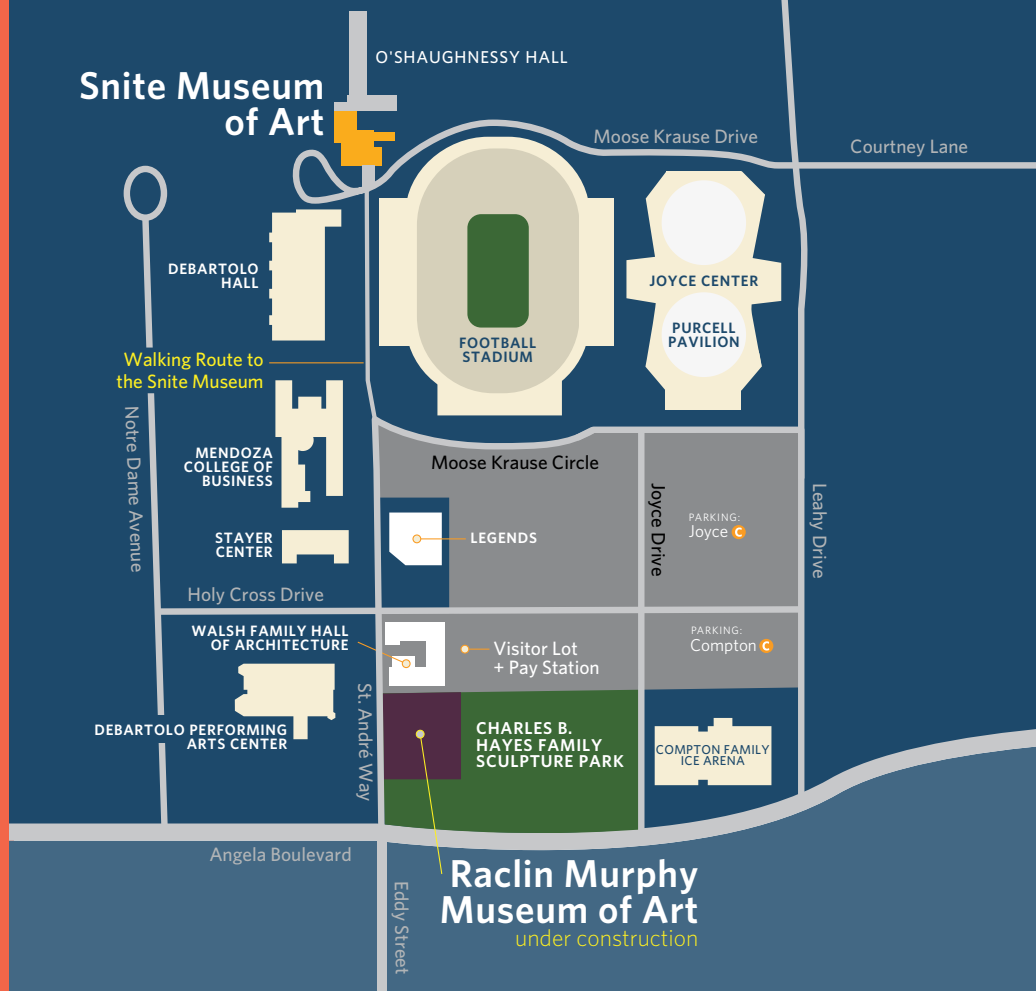 O'SHAUGHNESSY HALL
Snite Museum
of Art
Moose Krause Drive
Courtney Lane
DEBARTOLO
HALL
JOYCE CENTER
PURCELL
PAVILION
FOOTBALL
STADIUM
Walking Route to
the Snite Museum
Notre Dame Avenue
MENDOZA
COLLEGE OF
BUSINESS
Moose Krause Circle
Joyce Drive
PARKING:
Joyce C
Leahy Drive
LEGENDS
STAYER
CENTER
Holy Cross Drive
WALSH FAMILY HALL
OF ARCHITECTURE
Visitor Lot
+ Pay Station
PARKING:
Compton C
St. André Way
DEBARTOLO PERFORMING
ARTS CENTER
CHARLES B.
HAYES FAMILY
SCULPTURE PARK
COMPTON FAMILY
ICE ARENA
Angela Boulevard
Eddy Street
Raclin Murphy
Museum of Art
under construction